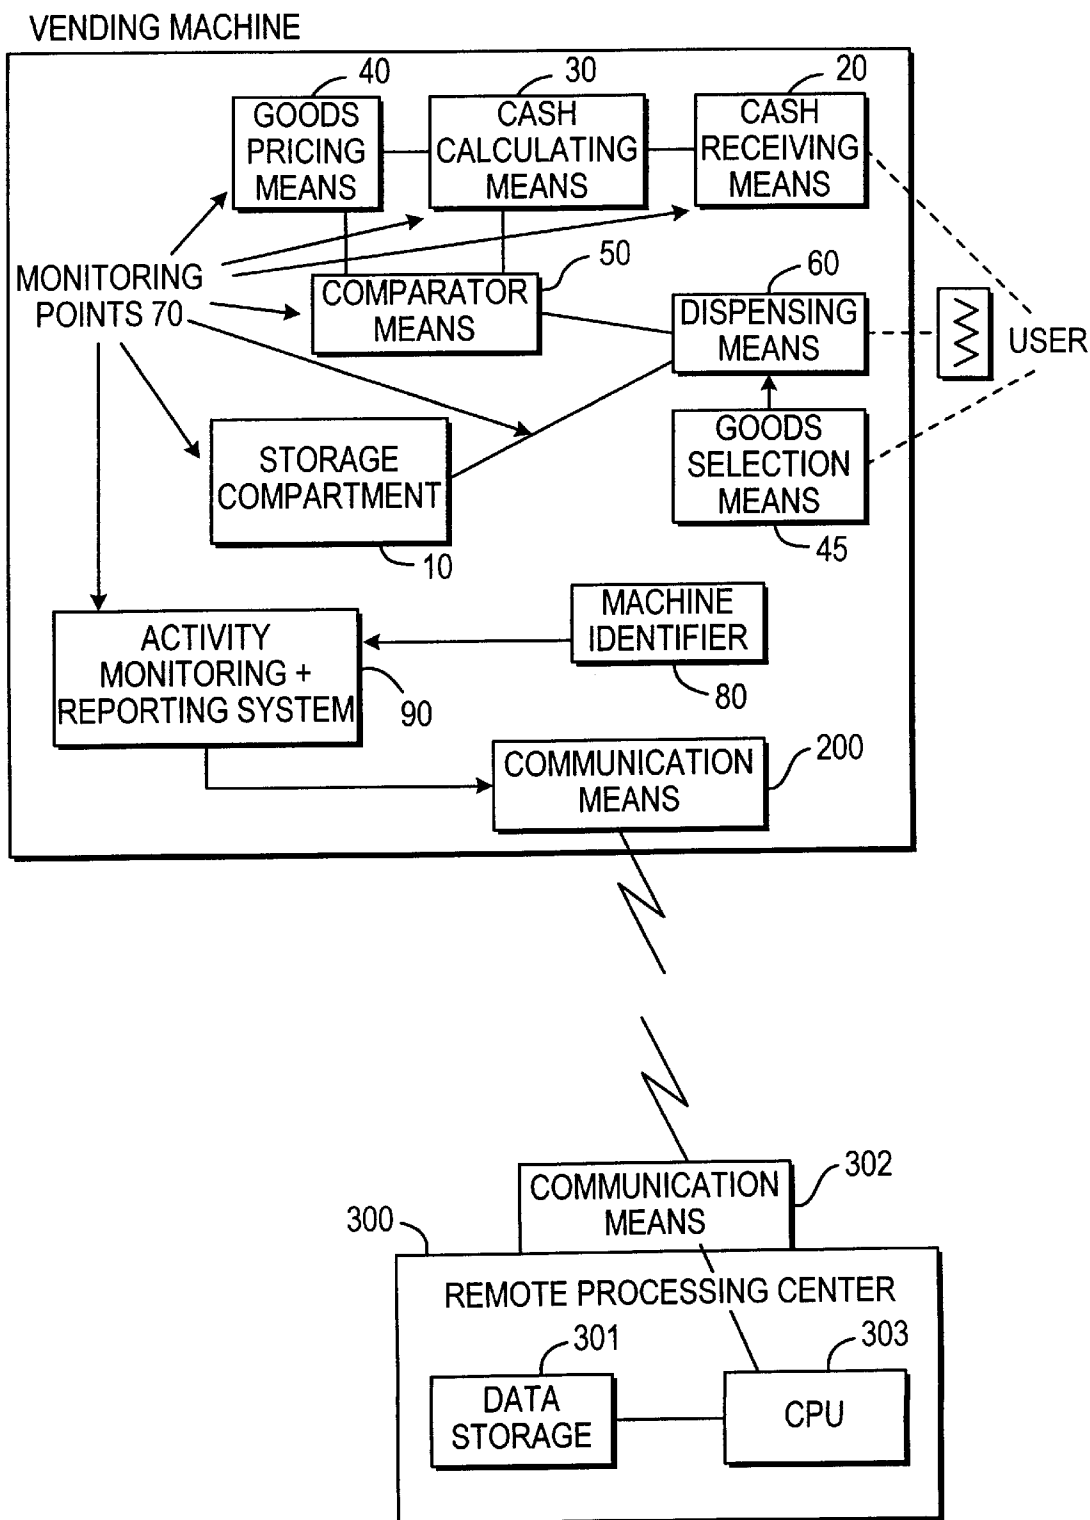 VENDING MACHINE
40
30
20
GOODS
PRICING
MEANS
CASH
CALCULATING
MEANS
CASH
RECEIVING
MEANS
MONITORING
POINTS 70
50
COMPARATOR
MEANS
60
DISPENSING
MEANS
USER
STORAGE
COMPARTMENT
10
GOODS
SELECTION
MEANS
45
MACHINE
IDENTIFIER
80
ACTIVITY
MONITORING +
REPORTING SYSTEM
90
COMMUNICATION
MEANS
200
COMMUNICATION
MEANS
302
300
REMOTE PROCESSING CENTER
301
303
DATA
STORAGE
CPU